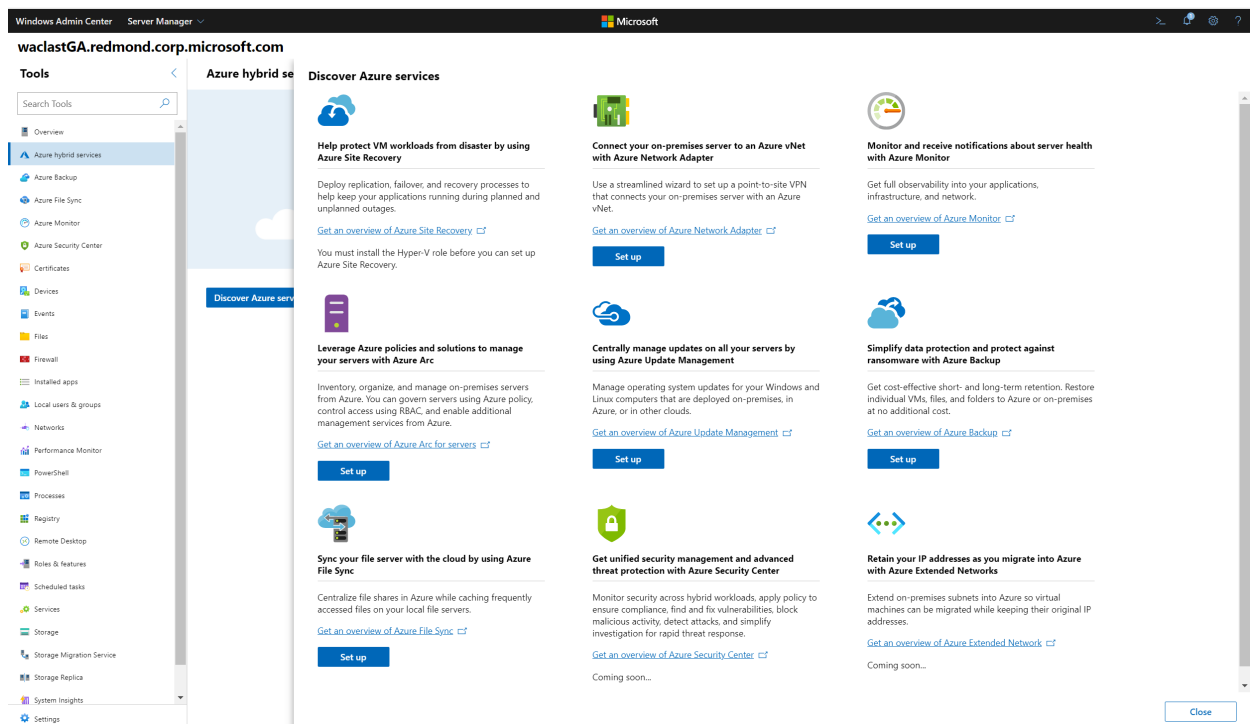 Windows Admin Center Server Manager
Microsoft
waclastGA.redmond.corp.microsoft.com
Tools
Search Tools
Overview
Azure hybrid services
Azure Backup
Azure File Sync
Azure Monitor
Azure Security Center
Certificates
Devices
Events
Files
Firewall
Installed apps
Local users & groups
Networks
Performance Monitor
PowerShell
Processes
Registry
Remote Desktop
Roles & features
Scheduled tasks
Services
Storage
Storage Migration Service
Storage Replica
System Insights
Settings
Azure hybrid se
Discover Azure serv
Discover Azure services
Help protect VM workloads from disaster by using
Azure Site Recovery
Deploy replication, failover, and recovery processes to
help keep your applications running during planned and
unplanned outages.
Get an overview of Azure Site Recovery
You must install the Hyper-V role before you can set up
Azure Site Recovery.
Connect your on-premises server to an Azure vNet
with Azure Network Adapter
Use a streamlined wizard to set up a point-to-site VPN
that connects your on-premises server with an Azure
vNet.
Get an overview of Azure Network Adapter
Set up
Monitor and receive notifications about server health
with Azure Monitor
Get full observability into your applications,
infrastructure, and network.
Get an overview of Azure Monitor
Set up
Leverage Azure policies and solutions to manage
your servers with Azure Arc
Inventory, organize, and manage on-premises servers
from Azure. You can govern servers using Azure policy,
control access using RBAC, and enable additional
management services from Azure.
Get an overview of Azure Arc for servers
Set up
Centrally manage updates on all your servers by
using Azure Update Management
Manage operating system updates for your Windows and
Linux computers that are deployed on-premises, in
Azure, or in other clouds.
Get an overview of Azure Update Management
Set up
Simplify data protection and protect against
ransomware with Azure Backup
Get cost-effective short- and long-term retention. Restore
individual VMs, files, and folders to Azure or on-premises
at no additional cost.
Get an overview of Azure Backup
Set up
Sync your file server with the cloud by using Azure
File Sync
Centralize file shares in Azure while caching frequently
accessed files on your local file servers.
Get an overview of Azure File Sync
Set up
Get unified security management and advanced
threat protection with Azure Security Center
Monitor security across hybrid workloads, apply policy to
ensure compliance, find and fix vulnerabilities, block
malicious activity, detect attacks, and simplify
investigation for rapid threat response.
Get an overview of Azure Security Center
Coming soon...
Retain your IP addresses as you migrate into Azure
with Azure Extended Networks
Extend on-premises subnets into Azure so virtual
machines can be migrated while keeping their original IP
addresses.
Get an overview of Azure Extended Network
Coming soon...
Close